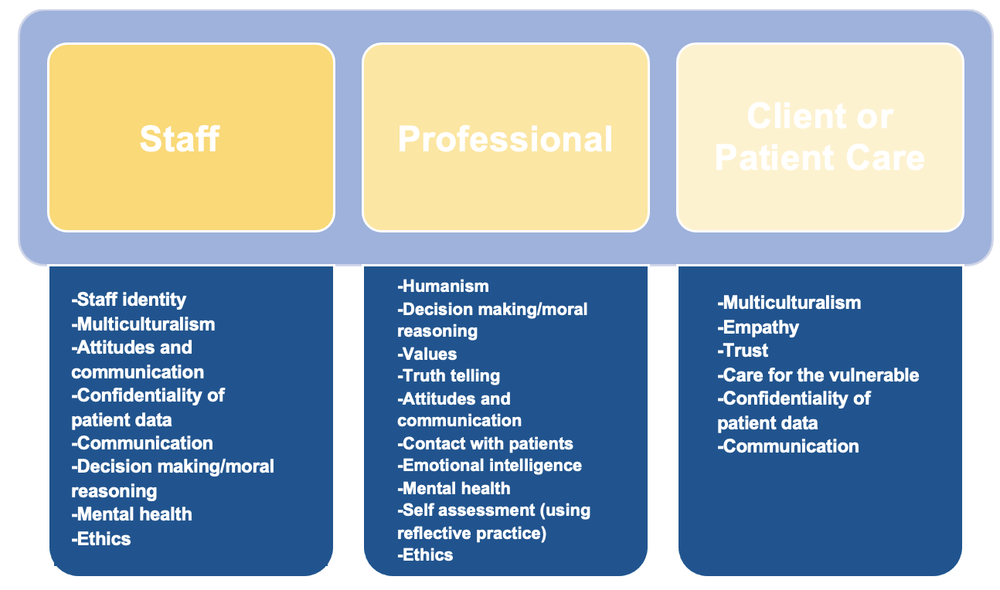 Staff
-Staff identity
-Multiculturalism
-Attitudes and
communication
-Confidentiality of
patient data
-Communication
-Decision making/moral
reasoning
-Mental health
-Ethics
Professional
-Humanism
-Decision making/moral
reasoning
-Values
-Truth telling
-Attitudes and
communication
-Contact with patients
-Emotional intelligence
-Mental health
-Self assessment (using
reflective practice)
-Ethics
Client or
Patient Care
-Multiculturalism
-Empathy
-Trust
-Care for the vulnerable
-Confidentiality of
patient data
-Communication